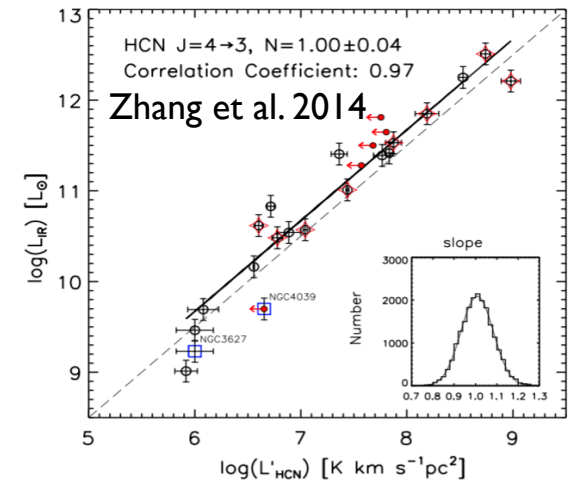 HCN J=4→3, N=1.00±0.04
Correlation Coefficient: 0.97
Zhang et al. 2014
13
12
11
10
9
log(L_IR) [L_⊙]
NGC4039
NGC3627
slope
3000
2000
1000
0
Number
0.7 0.8 0.9 1.0 1.1 1.2 1.3
5 6 7 8 9
log(L'_HCN) [K km s⁻¹pc²]